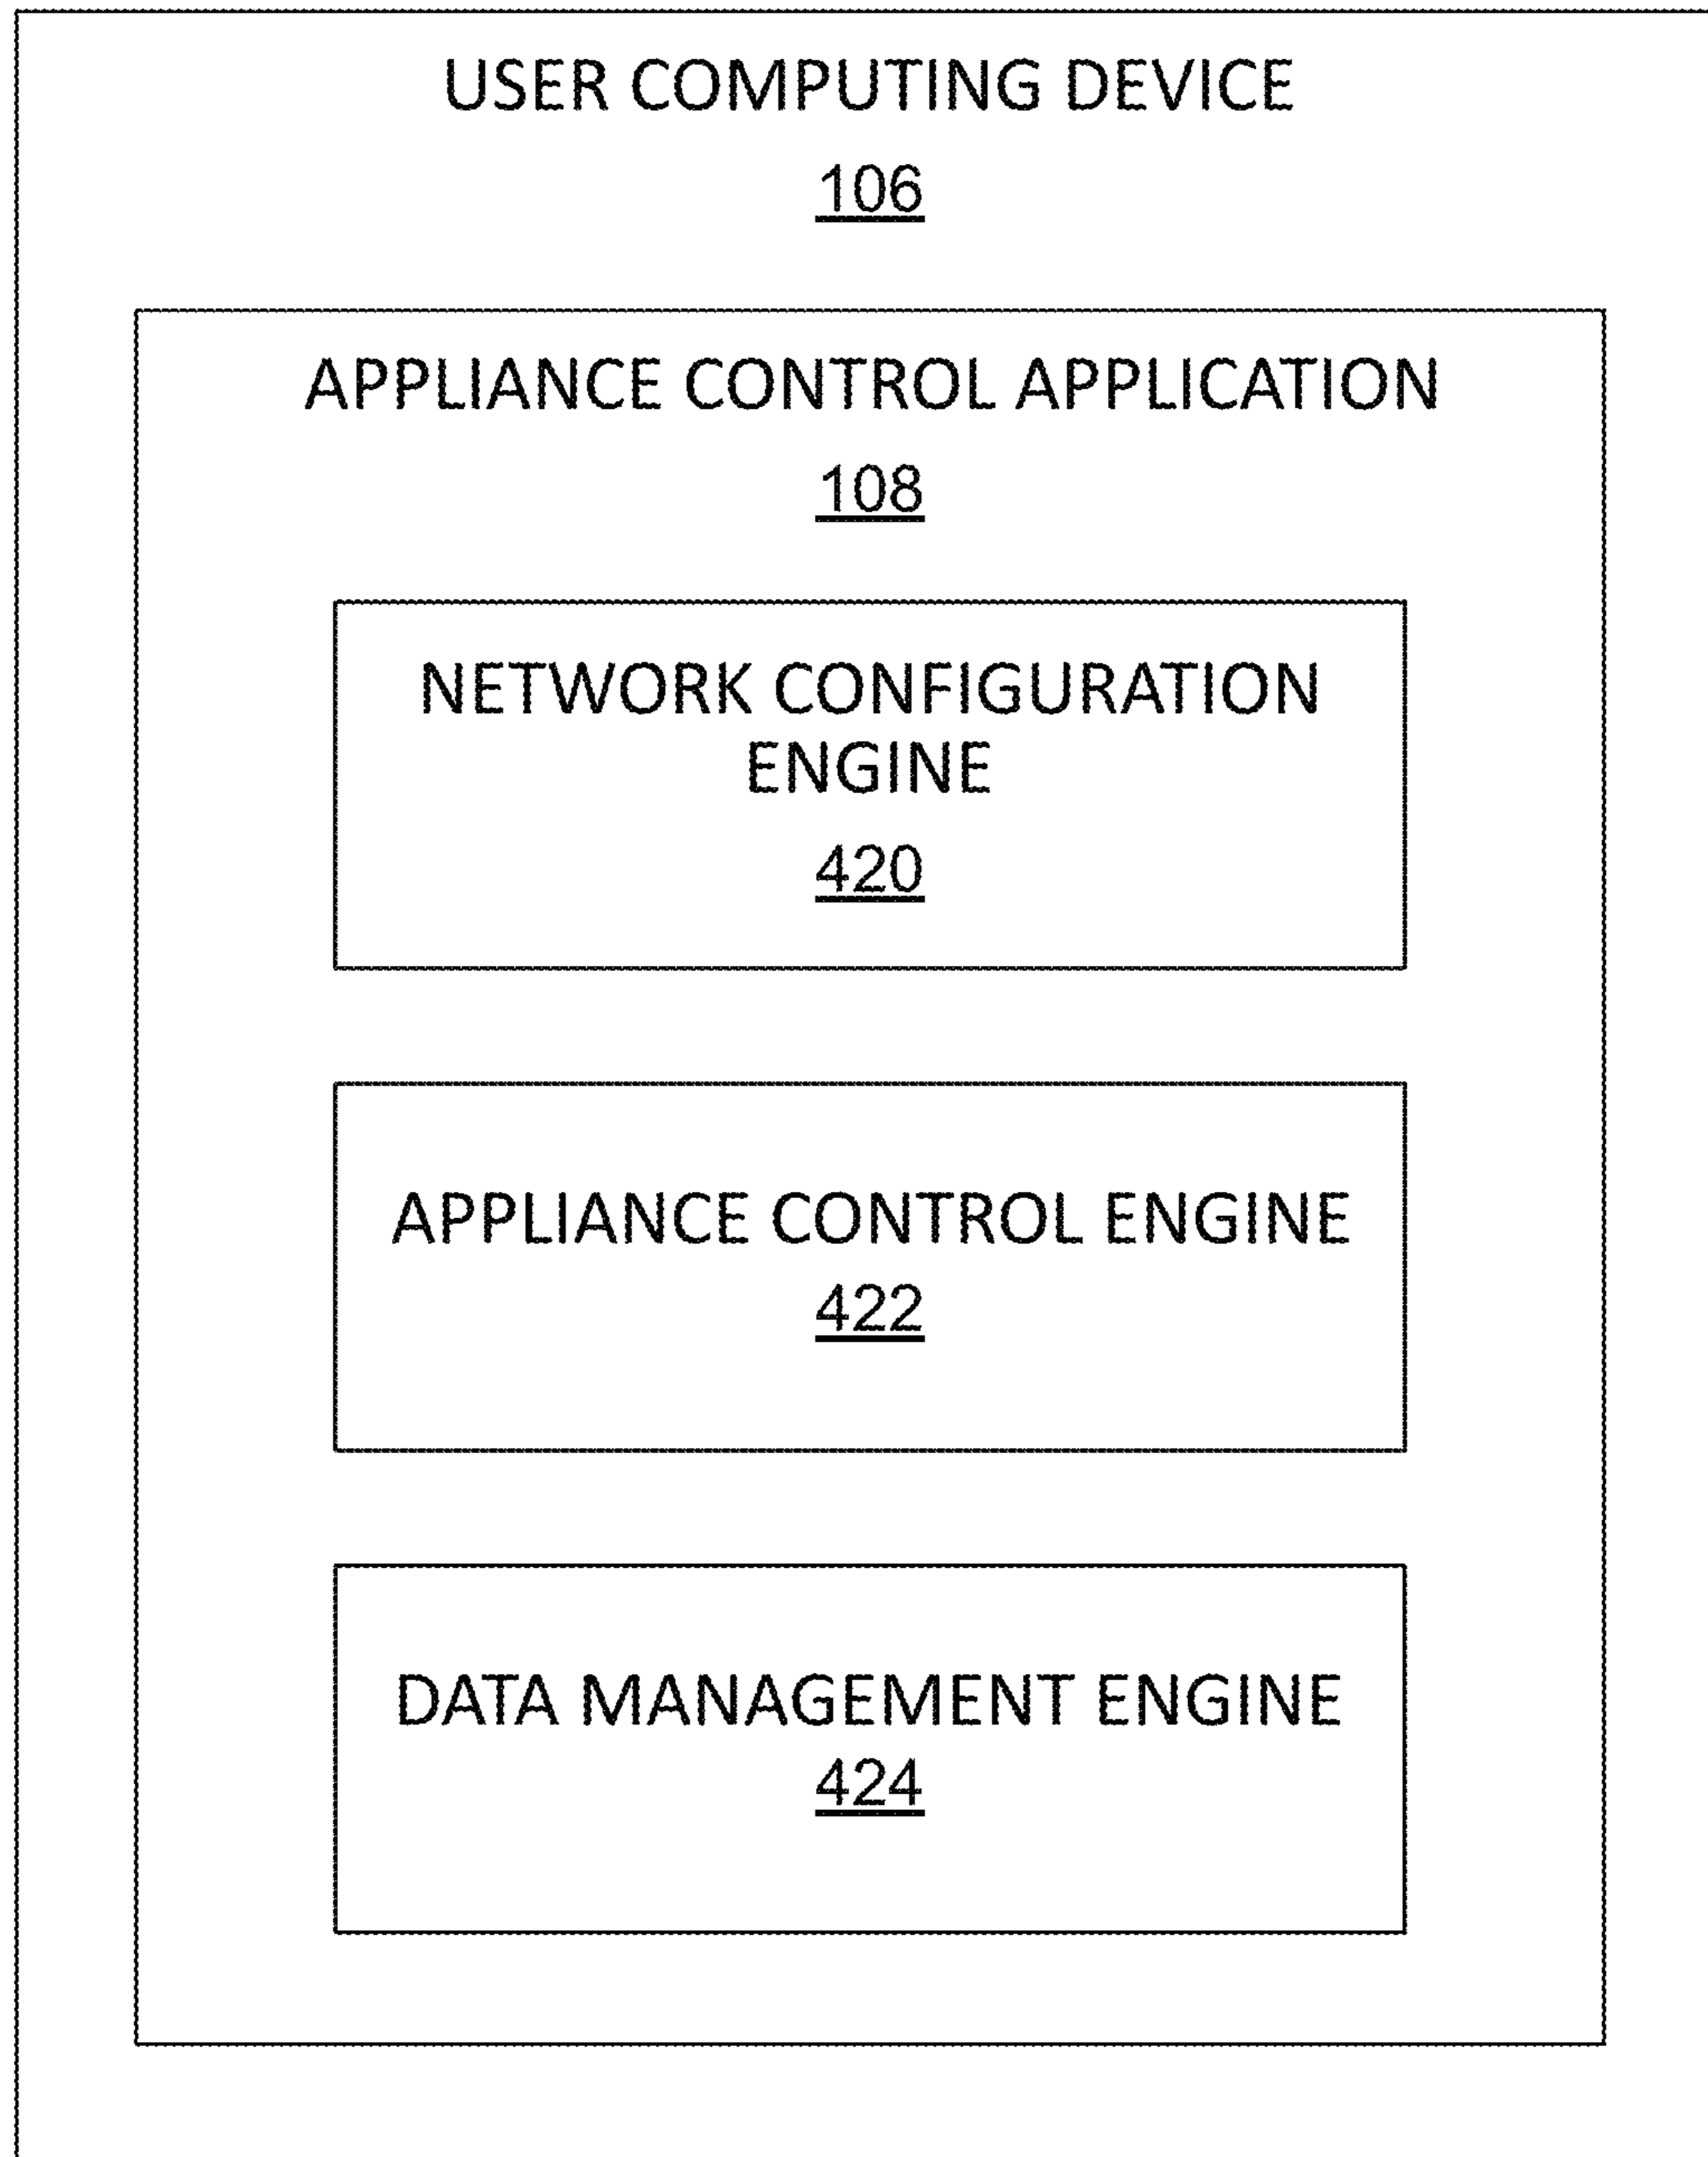 USER COMPUTING DEVICE
106
APPLIANCE CONTROL APPLICATION
108
NETWORK CONFIGURATION
ENGINE
420
APPLIANCE CONTROL ENGINE
422
DATA MANAGEMENT ENGINE
424